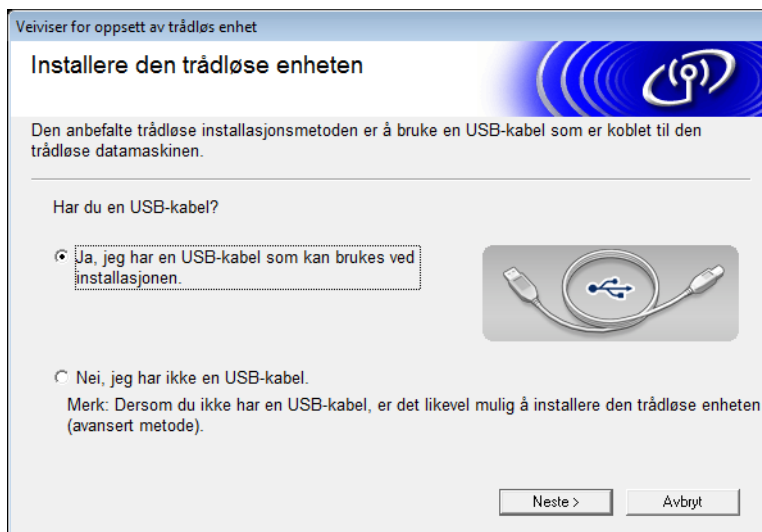 Veiviser for oppsett av trådløs enhet
Installere den trådløse enheten
Den anbefalte trådløse installasjonsmetoden er å bruke en USB-kabel som er koblet til den
trådløse datamaskinen.
Har du en USB-kabel?
Ja, jeg har en USB-kabel som kan brukes ved
installasjonen.
Nei, jeg har ikke en USB-kabel.
Merk: Dersom du ikke har en USB-kabel, er det likevel mulig å installere den trådløse enheten
(avansert metode).
Neste >
Avbryt